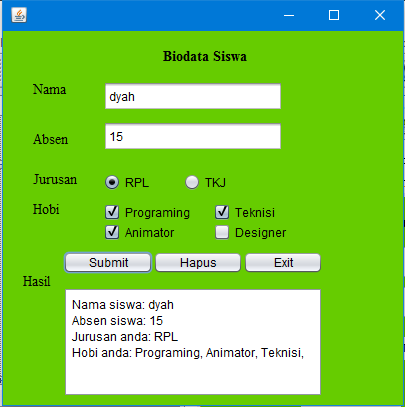 Biodata Siswa
Nama
dyah
Absen
15
Jurusan
RPL TKJ
Hobi
Programing Teknisi
Animator Designer
Submit Hapus Exit
Hasil
Nama siswa: dyah
Absen siswa: 15
Jurusan anda: RPL
Hobi anda: Programing, Animator, Teknisi,